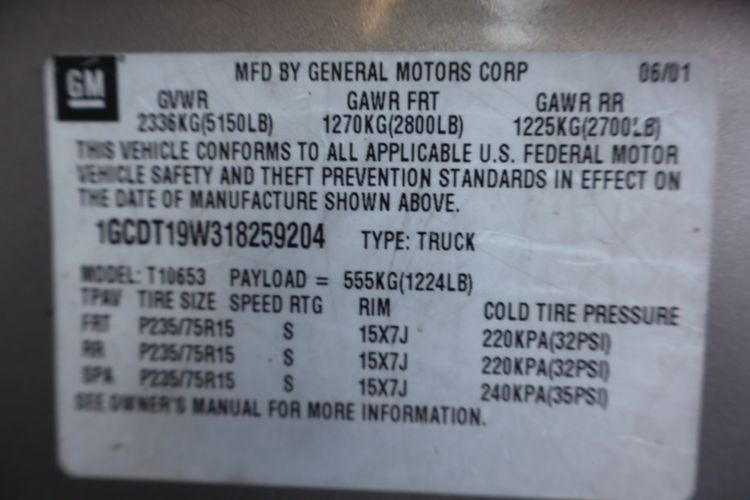 GM
MFD BY GENERAL MOTORS CORP 06/01
GVWR GAWR FRT GAWR RR
2336KG(5150LB) 1270KG(2800LB) 1225KG(2700LB)
THIS VEHICLE CONFORMS TO ALL APPLICABLE U.S. FEDERAL MOTOR
VEHICLE SAFETY AND THEFT PREVENTION STANDARDS IN EFFECT ON
THE DATE OF MANUFACTURE SHOWN ABOVE.
1GCDT19W318259204 TYPE: TRUCK
MODEL: T10653 PAYLOAD = 555KG(1224LB)
TPAV TIRE SIZE SPEED RTG RIM COLD TIRE PRESSURE
FRT P235/75R15 S 15X7J 220KPA(32PSI)
RR P235/75R15 S 15X7J 220KPA(32PSI)
SPA P235/75R15 S 15X7J 240KPA(35PSI)
SEE OWNER'S MANUAL FOR MORE INFORMATION.